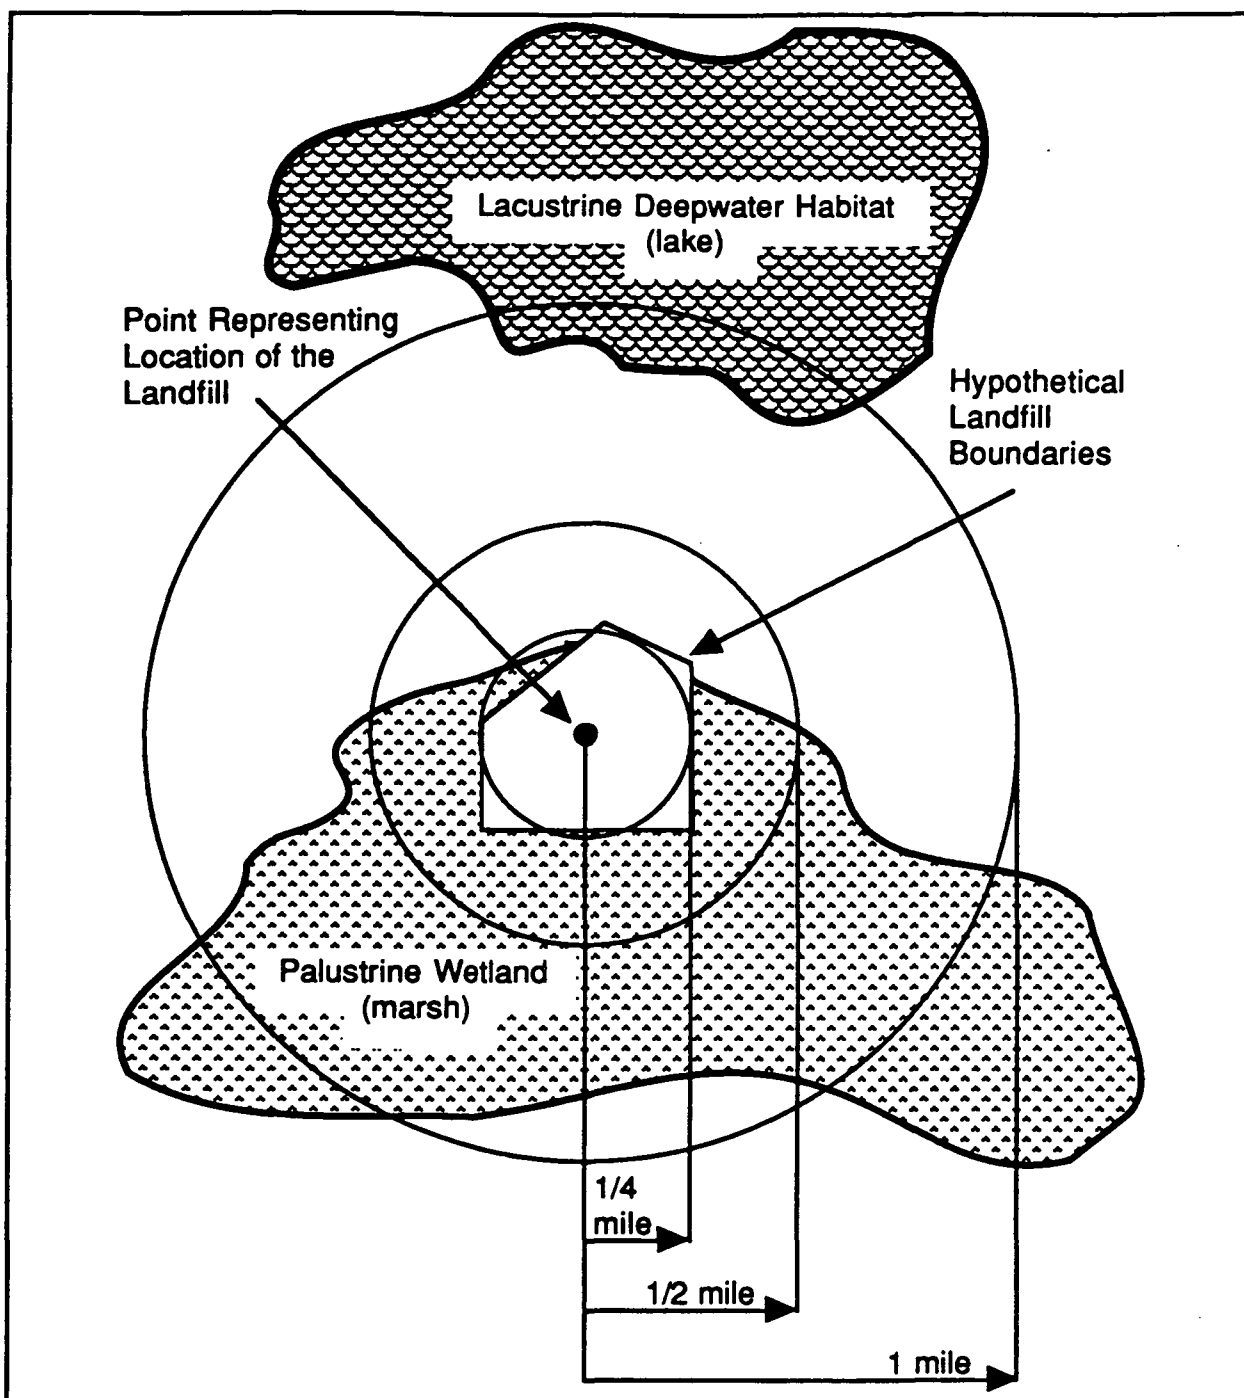 Lacustrine Deepwater Habitat
(lake)
Point Representing
Location of the
Landfill
Hypothetical
Landfill
Boundaries
Palustrine Wetland
(marsh)
1/4
mile
1/2 mile
1 mile